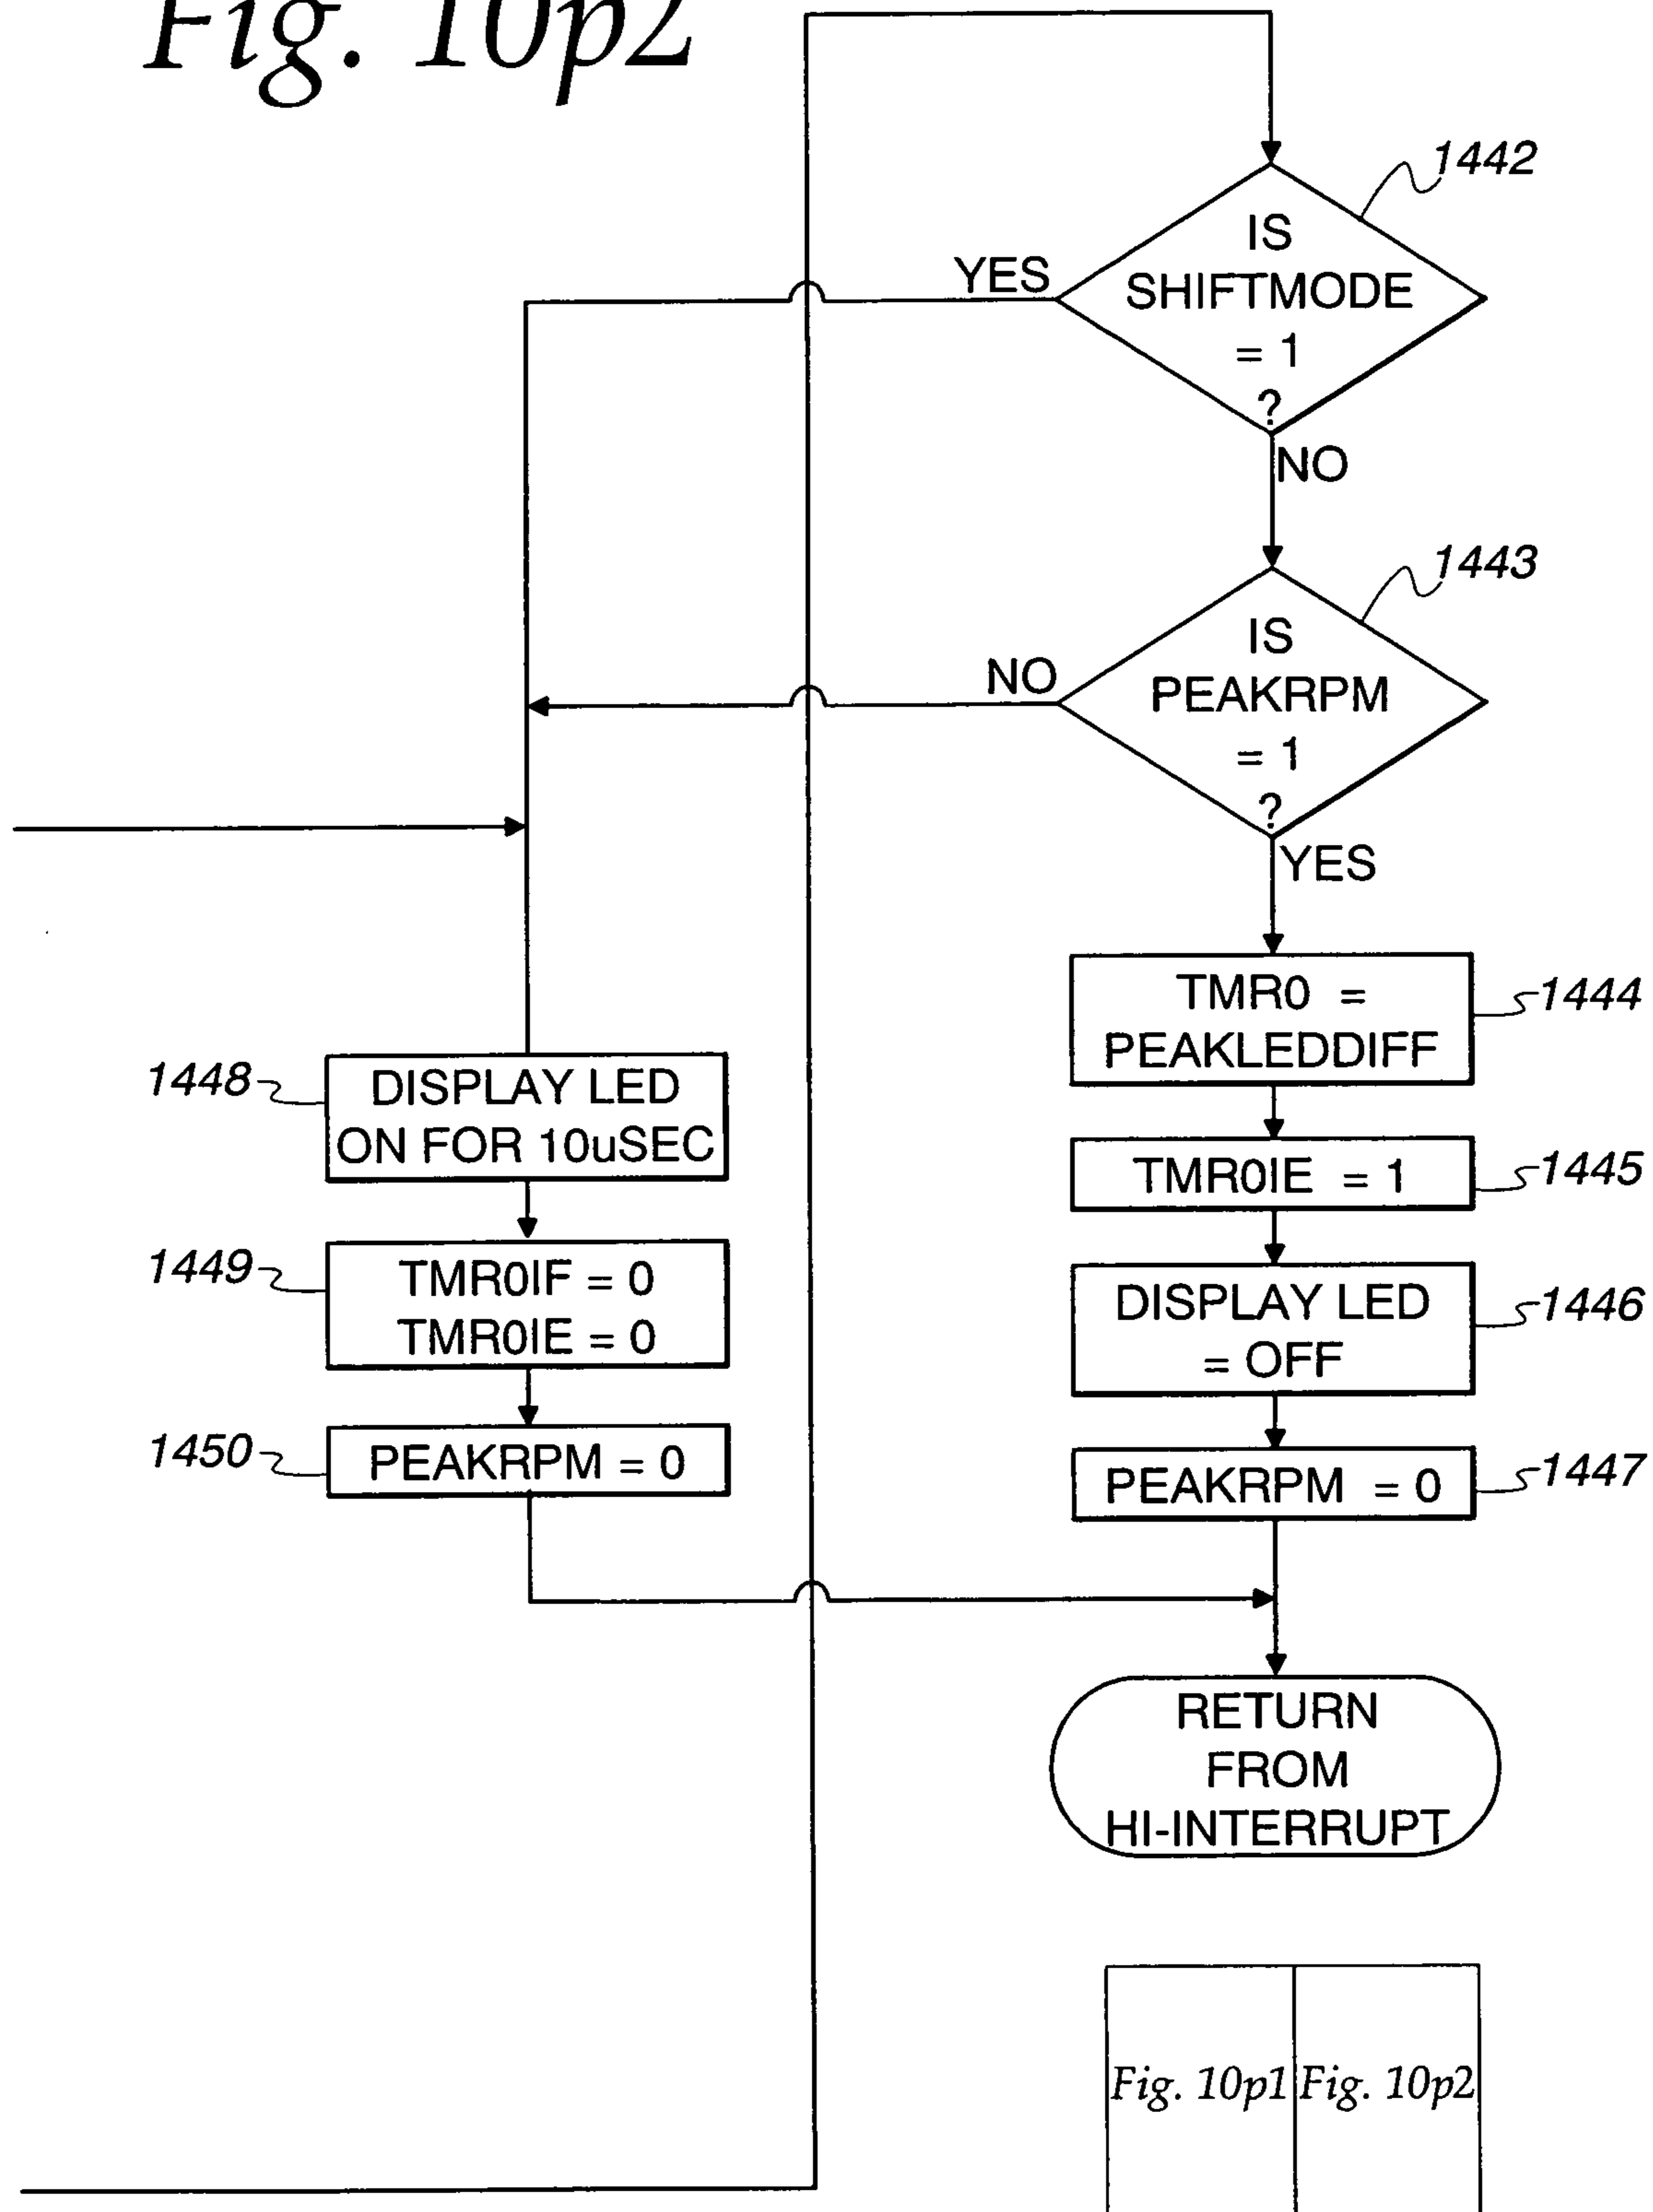 Fig. 10p2
1442
IS
SHIFTMODE
= 1
?
YES
NO
1443
IS
PEAKRPM
= 1
?
NO
YES
TMR0 =
PEAKLEDDIFF
1444
TMR0IE = 1
1445
DISPLAY LED
= OFF
1446
PEAKRPM = 0
1447
1448
DISPLAY LED
ON FOR 10uSEC
1449
TMR0IF = 0
TMR0IE = 0
1450
PEAKRPM = 0
RETURN
FROM
HI-INTERRUPT
Fig. 10p1
Fig. 10p2